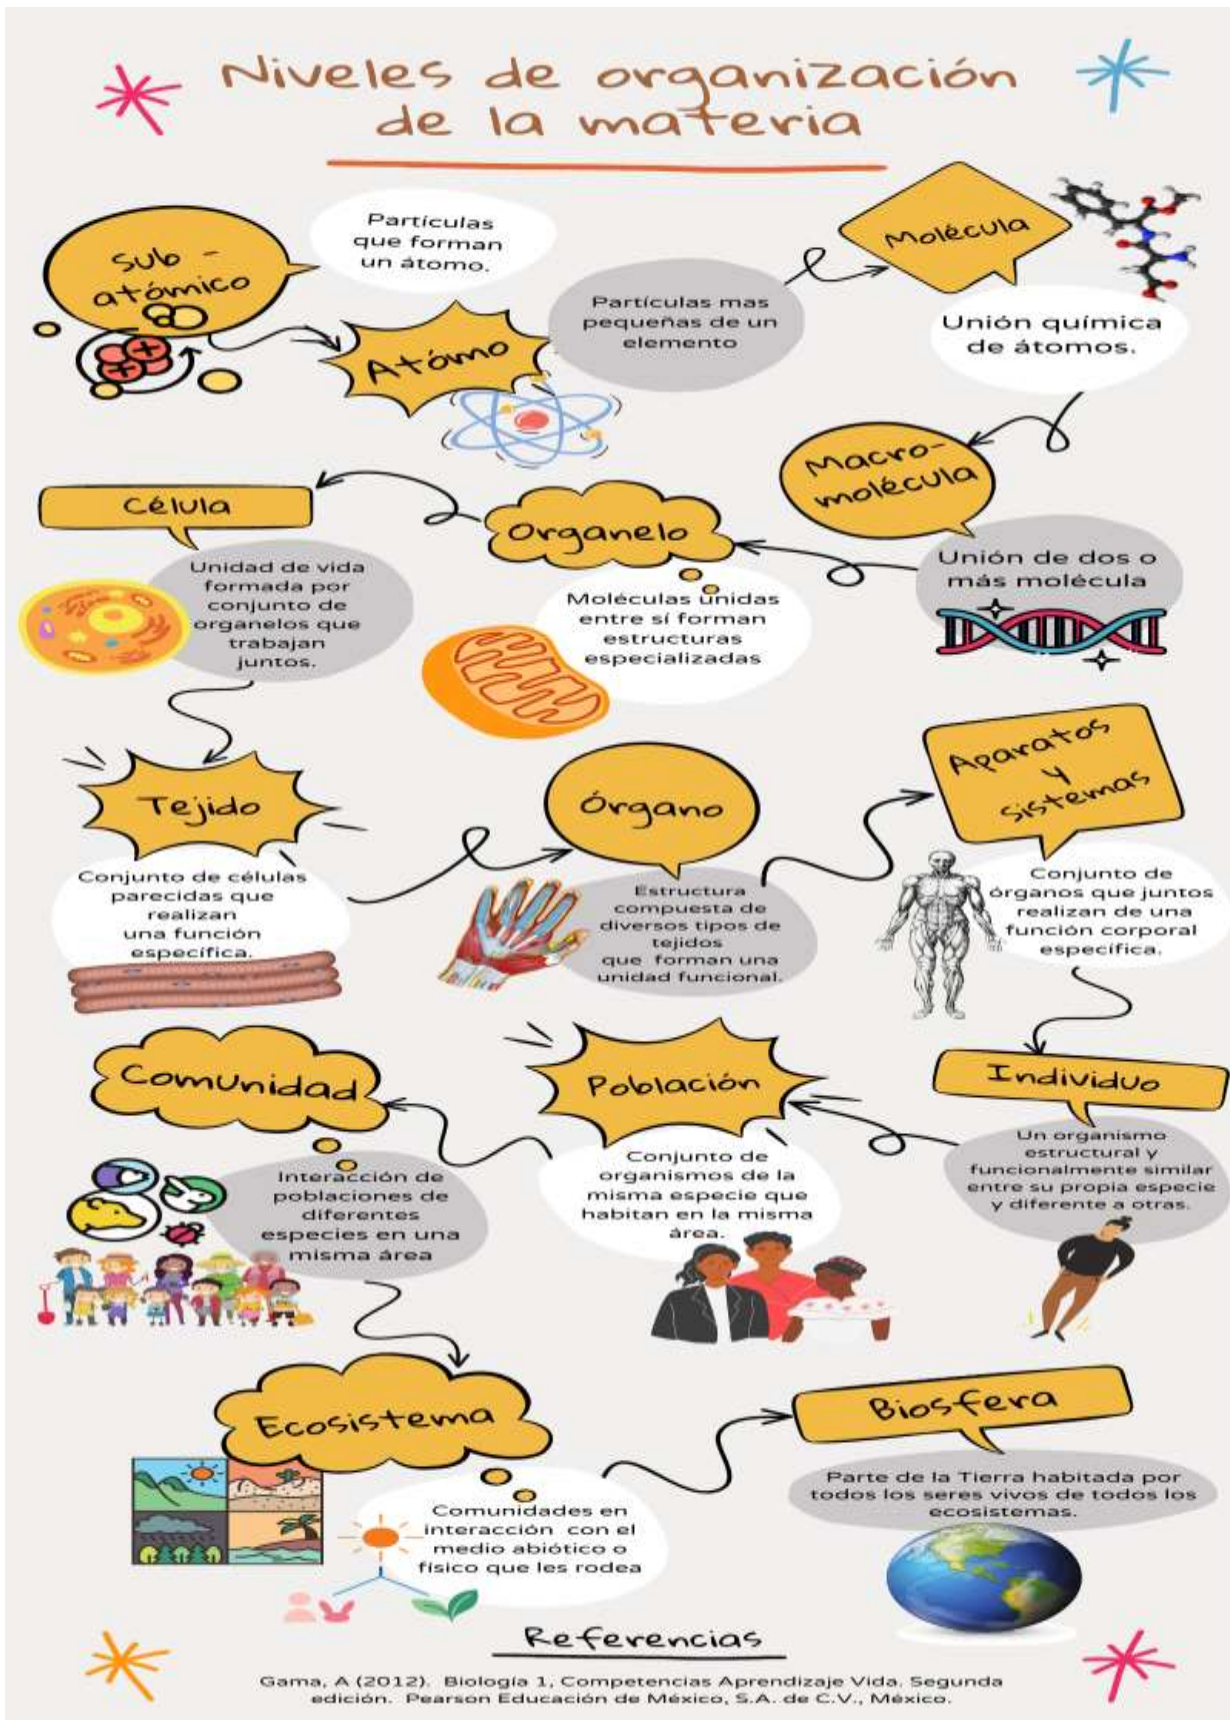 Niveles de organización
de la materia
Sub -
atómico
Partículas
que forman
un átomo.
Atómo
Partículas mas
pequeñas de un
elemento
Molécula
Unión química
de átomos.
Macro-
molécula
Unión de dos o
más molécula
Organelo
Moléculas unidas
entre sí forman
estructuras
especializadas
Célula
Unidad de vida
formada por
conjunto de
organelos que
trabajan
juntos.
Tejido
Conjunto de células
parecidas que
realizan
una función
específica.
Órgano
Estructura
compuesta de
diversos tipos de
tejidos
que forman una
unidad funcional.
Aparatos
y
sistemas
Conjunto de
órganos que juntos
realizan de una
función corporal
específica.
Individuo
Un organismo
estructural y
funcionalmente similar
entre su propia especie
y diferente a otras.
Población
Conjunto de
organismos de la
misma especie que
habitan en la misma
área.
Comunidad
Interacción de
poblaciones de
diferentes
especies en una
misma área
Ecosistema
Comunidades en
interacción con el
medio abiótico o
físico que les rodea
Biosfera
Parte de la Tierra habitada por
todos los seres vivos de todos los
ecosistemas.
Referencias
Gama, A (2012). Biología 1, Competencias Aprendizaje Vida. Segunda
edición. Pearson Educación de México, S.A. de C.V., México.